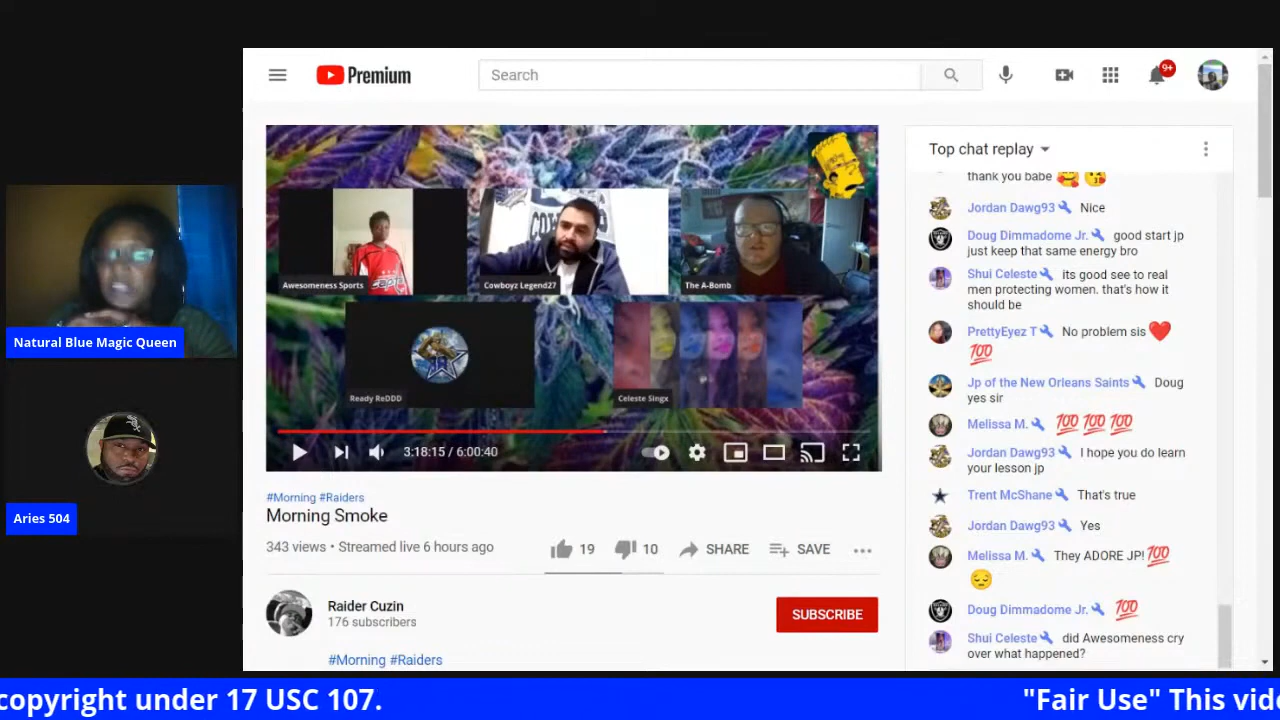 Premium
Search
9+
Natural Blue Magic Queen
Aries 504
Awesomeness Sports
Cowboyz Legend27
The A-Bomb
Ready ReDDD
Celeste Singx
3:18:15 / 6:00:40
#Morning #Raiders
Morning Smoke
343 views • Streamed live 6 hours ago
19
10
SHARE
SAVE
Raider Cuzin
176 subscribers
SUBSCRIBE
#Morning #Raiders
Top chat replay
thank you babe 🥰 😘
Jordan Dawg93 Nice
Doug Dimmadome Jr. good start jp
just keep that same energy bro
Shui Celeste its good see to real
men protecting women. that's how it
should be
PrettyEyez T No problem sis ❤️
💯
Jp of the New Orleans Saints Doug
yes sir
Melissa M. 💯 💯 💯
Jordan Dawg93 I hope you do learn
your lesson jp
Trent McShane That's true
Jordan Dawg93 Yes
Melissa M. They ADORE JP! 💯
😔
Doug Dimmadome Jr. 💯
Shui Celeste did Awesomeness cry
over what happened?
copyright under 17 USC 107.
"Fair Use" This vide